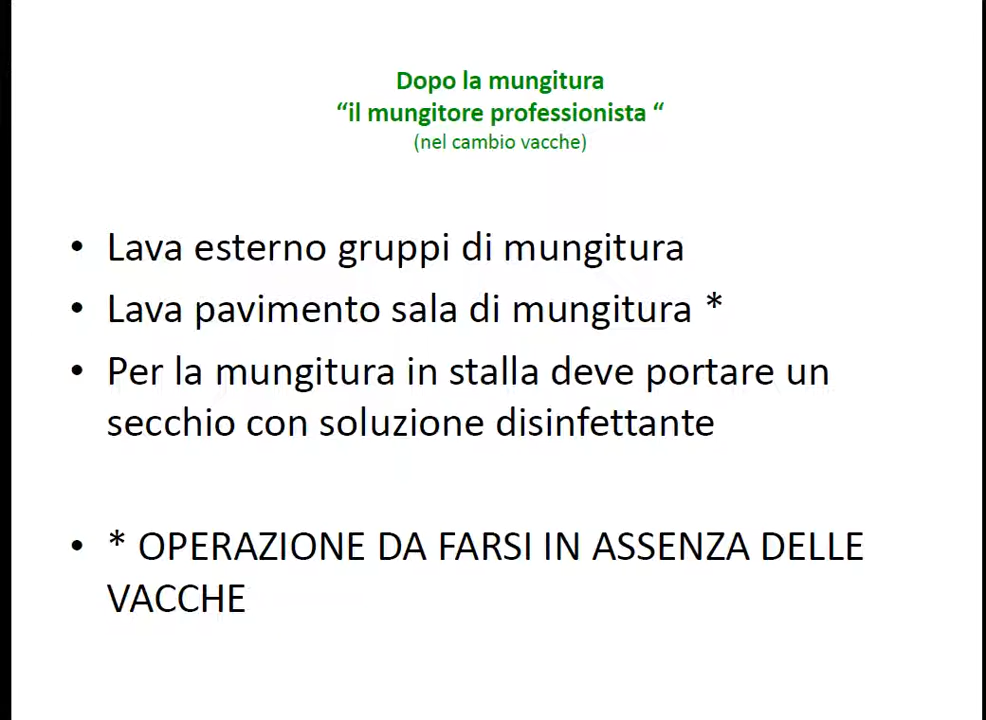 Dopo la mungitura
“il mungitore professionista “
(nel cambio vacche)
• Lava esterno gruppi di mungitura
• Lava pavimento sala di mungitura *
• Per la mungitura in stalla deve portare un
secchio con soluzione disinfettante
• * OPERAZIONE DA FARSI IN ASSENZA DELLE
VACCHE